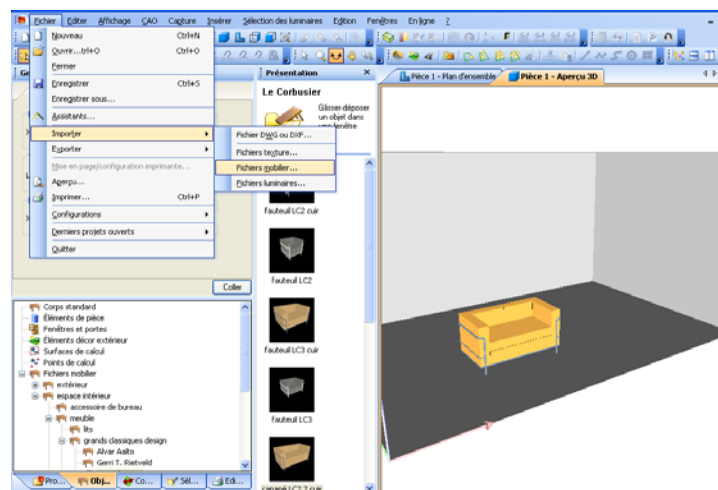 Fichier Editer Affichage CAO Capture Insérer Sélection des luminaires Edition Fenêtres En ligne ?
Nouveau Ctrl+N
Ouvrir...trl+O Ctrl+O
Fermer
Enregistrer Ctrl+S
Enregistrer sous...
Assistants...
Importer
Exporter
Mise en page/configuration imprimante...
Aperçu...
Imprimer... Ctrl+P
Configurations
Derniers projets ouverts
Quitter
Fichier DWG ou DXF...
Fichiers texture...
Fichiers mobilier...
Fichiers luminaires...
Coller
Corps standard
Éléments de pièce
Fenêtres et portes
Éléments décor extérieur
Surfaces de calcul
Points de calcul
Fichiers mobilier
extérieur
espace intérieur
accessoire de bureau
meuble
lits
grands classiques design
Alvar Aalto
Gerri T. Rietveld
Pro... Obj... Co... Sél... Edi...
Présentation ×
Le Corbusier
Glisser-déposer
un objet dans
une fenêtre
fauteuil LC2 cuir
fauteuil LC2
fauteuil LC3 cuir
fauteuil LC3
canapé LC2 2 cuir
Pièce 1 - Plan d'ensemble Pièce 1 - Aperçu 3D